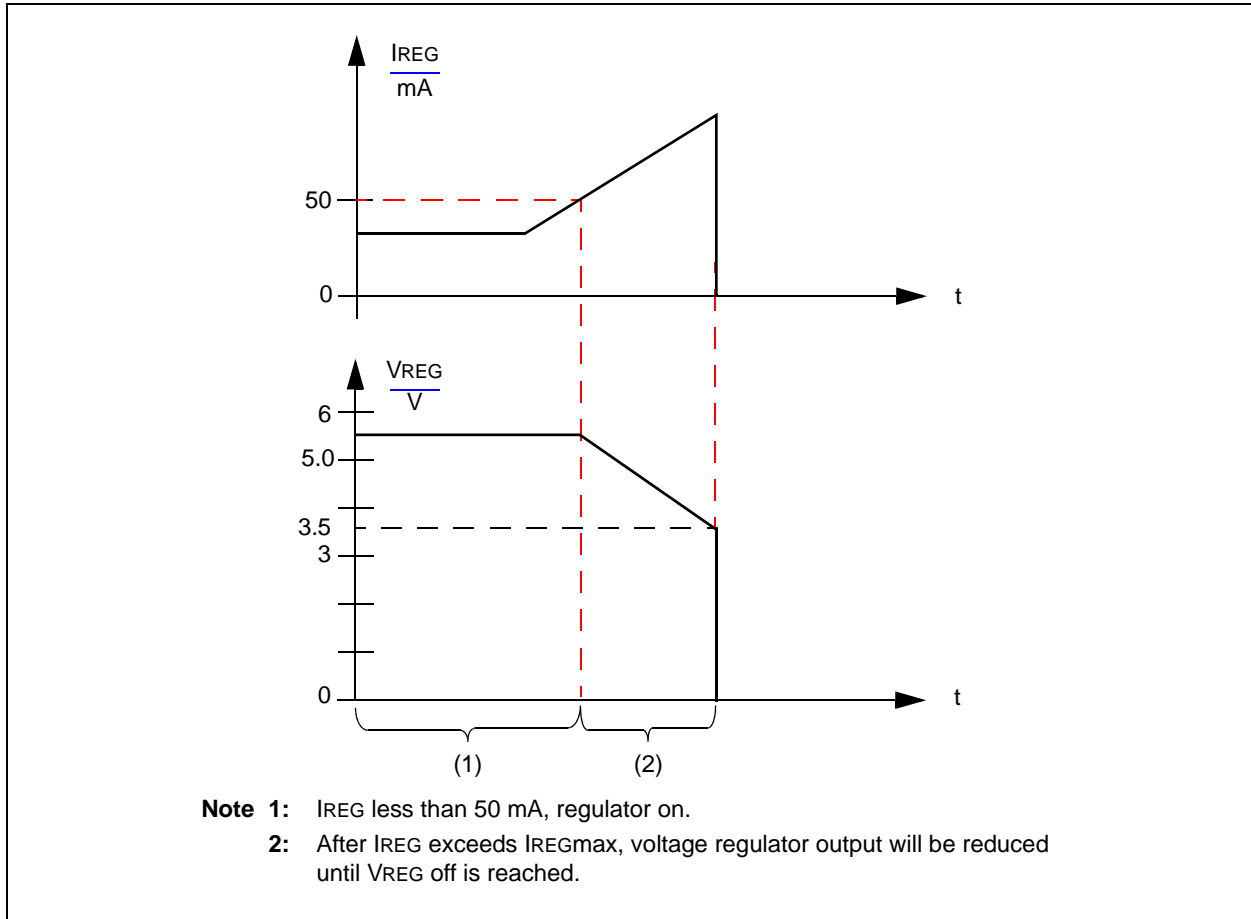 IREG
mA
50
0
t
VREG
V
6
5.0
3.5
3
0
t
(1)
(2)
Note 1: IREG less than 50 mA, regulator on.
2: After IREG exceeds IREGmax, voltage regulator output will be reduced
until VREG off is reached.